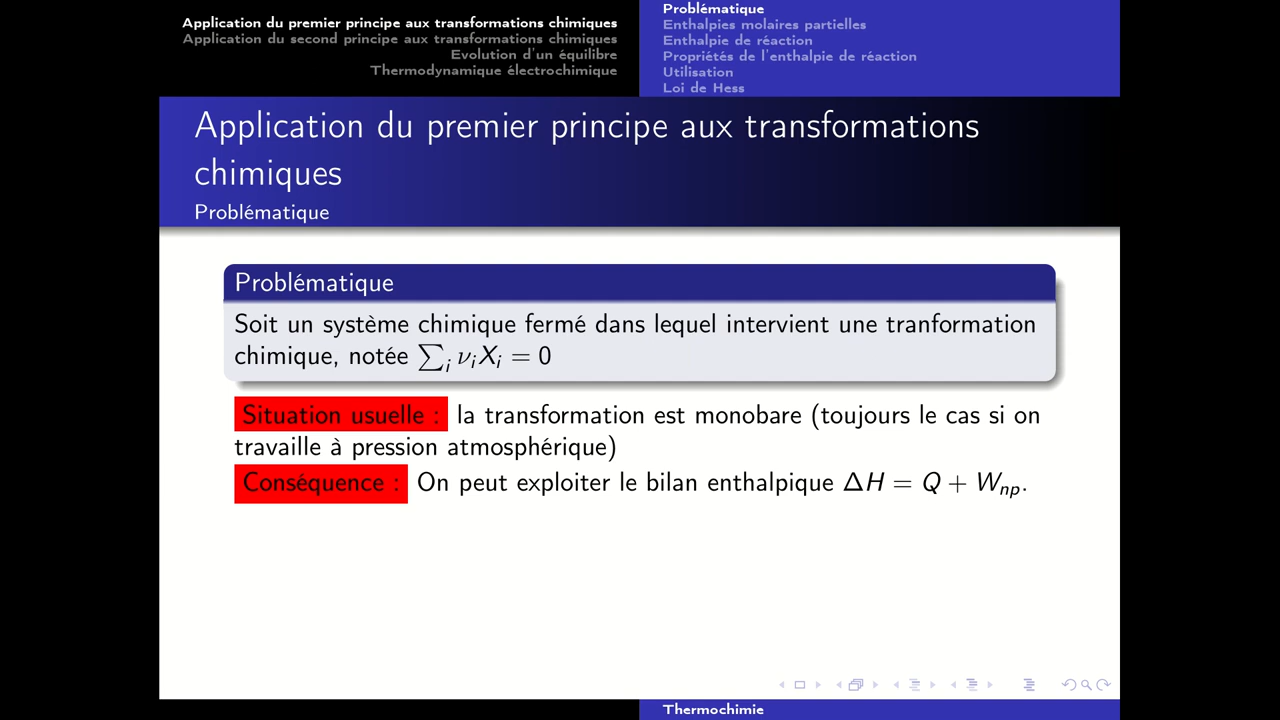 Application du premier principe aux transformations chimiques
Application du second principe aux transformations chimiques
Evolution d'un équilibre
Thermodynamique électrochimique
Problématique
Enthalpies molaires partielles
Enthalpie de réaction
Propriétés de l'enthalpie de réaction
Utilisation
Loi de Hess
Application du premier principe aux transformations
chimiques
Problématique
Problématique
Soit un système chimique fermé dans lequel intervient une tranformation
chimique, notée ∑_i ν_i X_i = 0
Situation usuelle : la transformation est monobare (toujours le cas si on
travaille à pression atmosphérique)
Conséquence : On peut exploiter le bilan enthalpique ΔH = Q + W_np.
Thermochimie